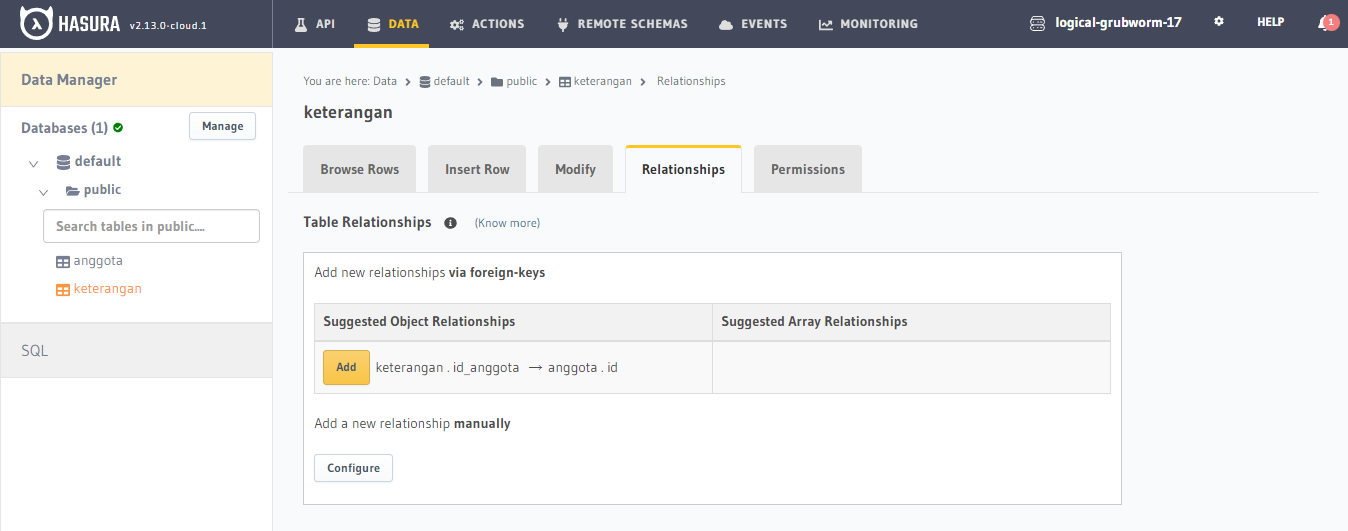 HASURA v2.13.0-cloud.1 API DATA ACTIONS REMOTE SCHEMAS EVENTS MONITORING logical-grubworm-17 HELP 1
Data Manager
Databases (1) Manage
default
public
Search tables in public....
anggota
keterangan
SQL
You are here: Data > default > public > keterangan > Relationships
keterangan
Browse Rows Insert Row Modify Relationships Permissions
Table Relationships (Know more)
Add new relationships via foreign-keys
Suggested Object Relationships Suggested Array Relationships
Add keterangan . id_anggota → anggota . id
Add a new relationship manually
Configure